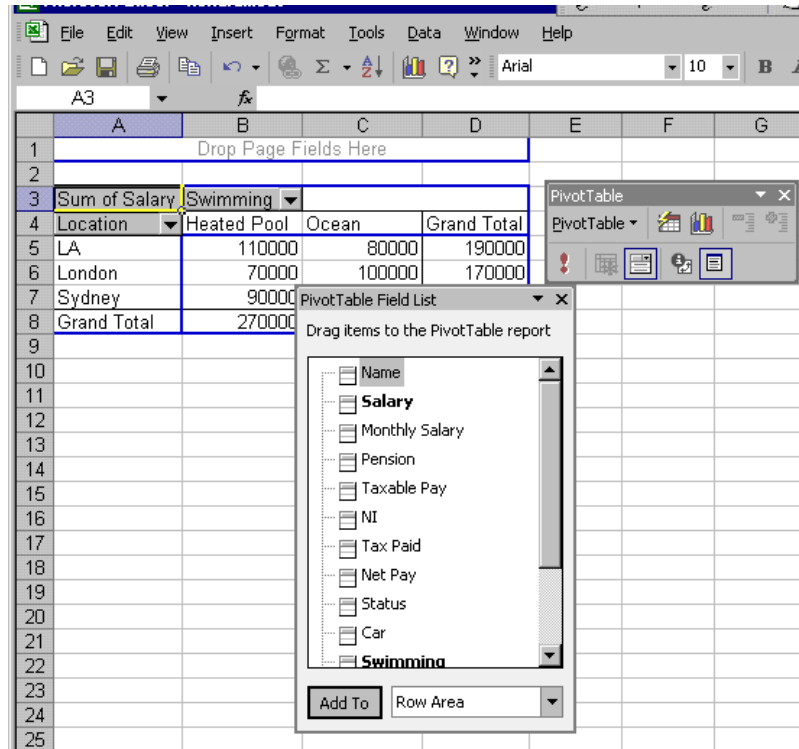 File Edit View Insert Format Tools Data Window Help
Arial 10 B
A3 fx
A B C D E F G
1 Drop Page Fields Here
2
3 Sum of Salary Swimming
4 Location Heated Pool Ocean Grand Total
5 LA 110000 80000 190000
6 London 70000 100000 170000
7 Sydney 90000
8 Grand Total 270000
9
10
11
12
13
14
15
16
17
18
19
20
21
22
23
24
25
PivotTable
PivotTable
PivotTable Field List
Drag items to the PivotTable report
Name
Salary
Monthly Salary
Pension
Taxable Pay
NI
Tax Paid
Net Pay
Status
Car
Swimming
Add To Row Area